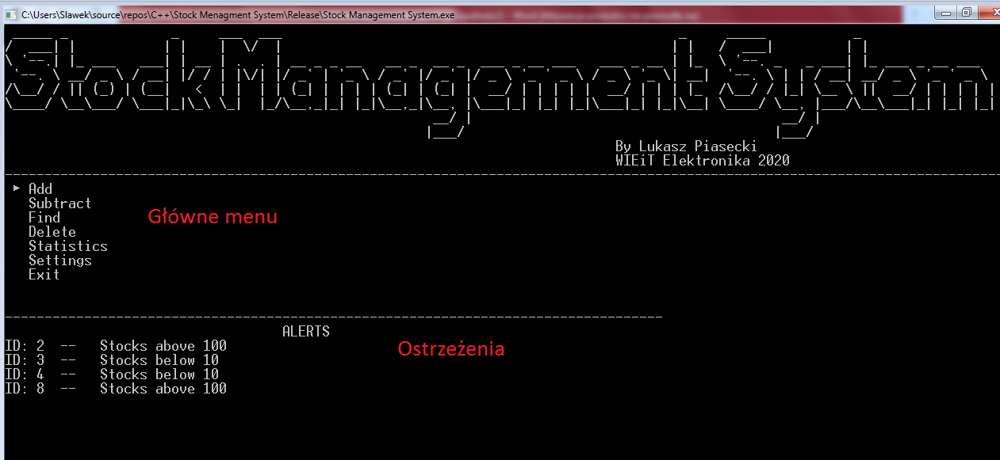 C:\Users\Slawek\source\repos\C++\Stock Menagment System\Release\Stock Management System.exe
Stock Management System
By Lukasz Piasecki
WIEiT Elektronika 2020
► Add
Subtract
Find
Delete
Statistics
Settings
Exit
Główne menu
ALERTS
Ostrzeżenia
ID: 2 -- Stocks above 100
ID: 3 -- Stocks below 10
ID: 4 -- Stocks below 10
ID: 8 -- Stocks above 100